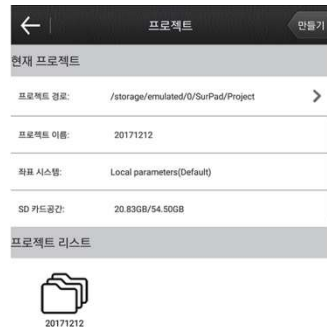 프로젝트
만들기
현재 프로젝트
프로젝트 경로: /storage/emulated/0/SurPad/Project
프로젝트 이름: 20171212
좌표 시스템: Local parameters(Default)
SD 카드공간: 20.83GB/54.50GB
프로젝트 리스트
20171212